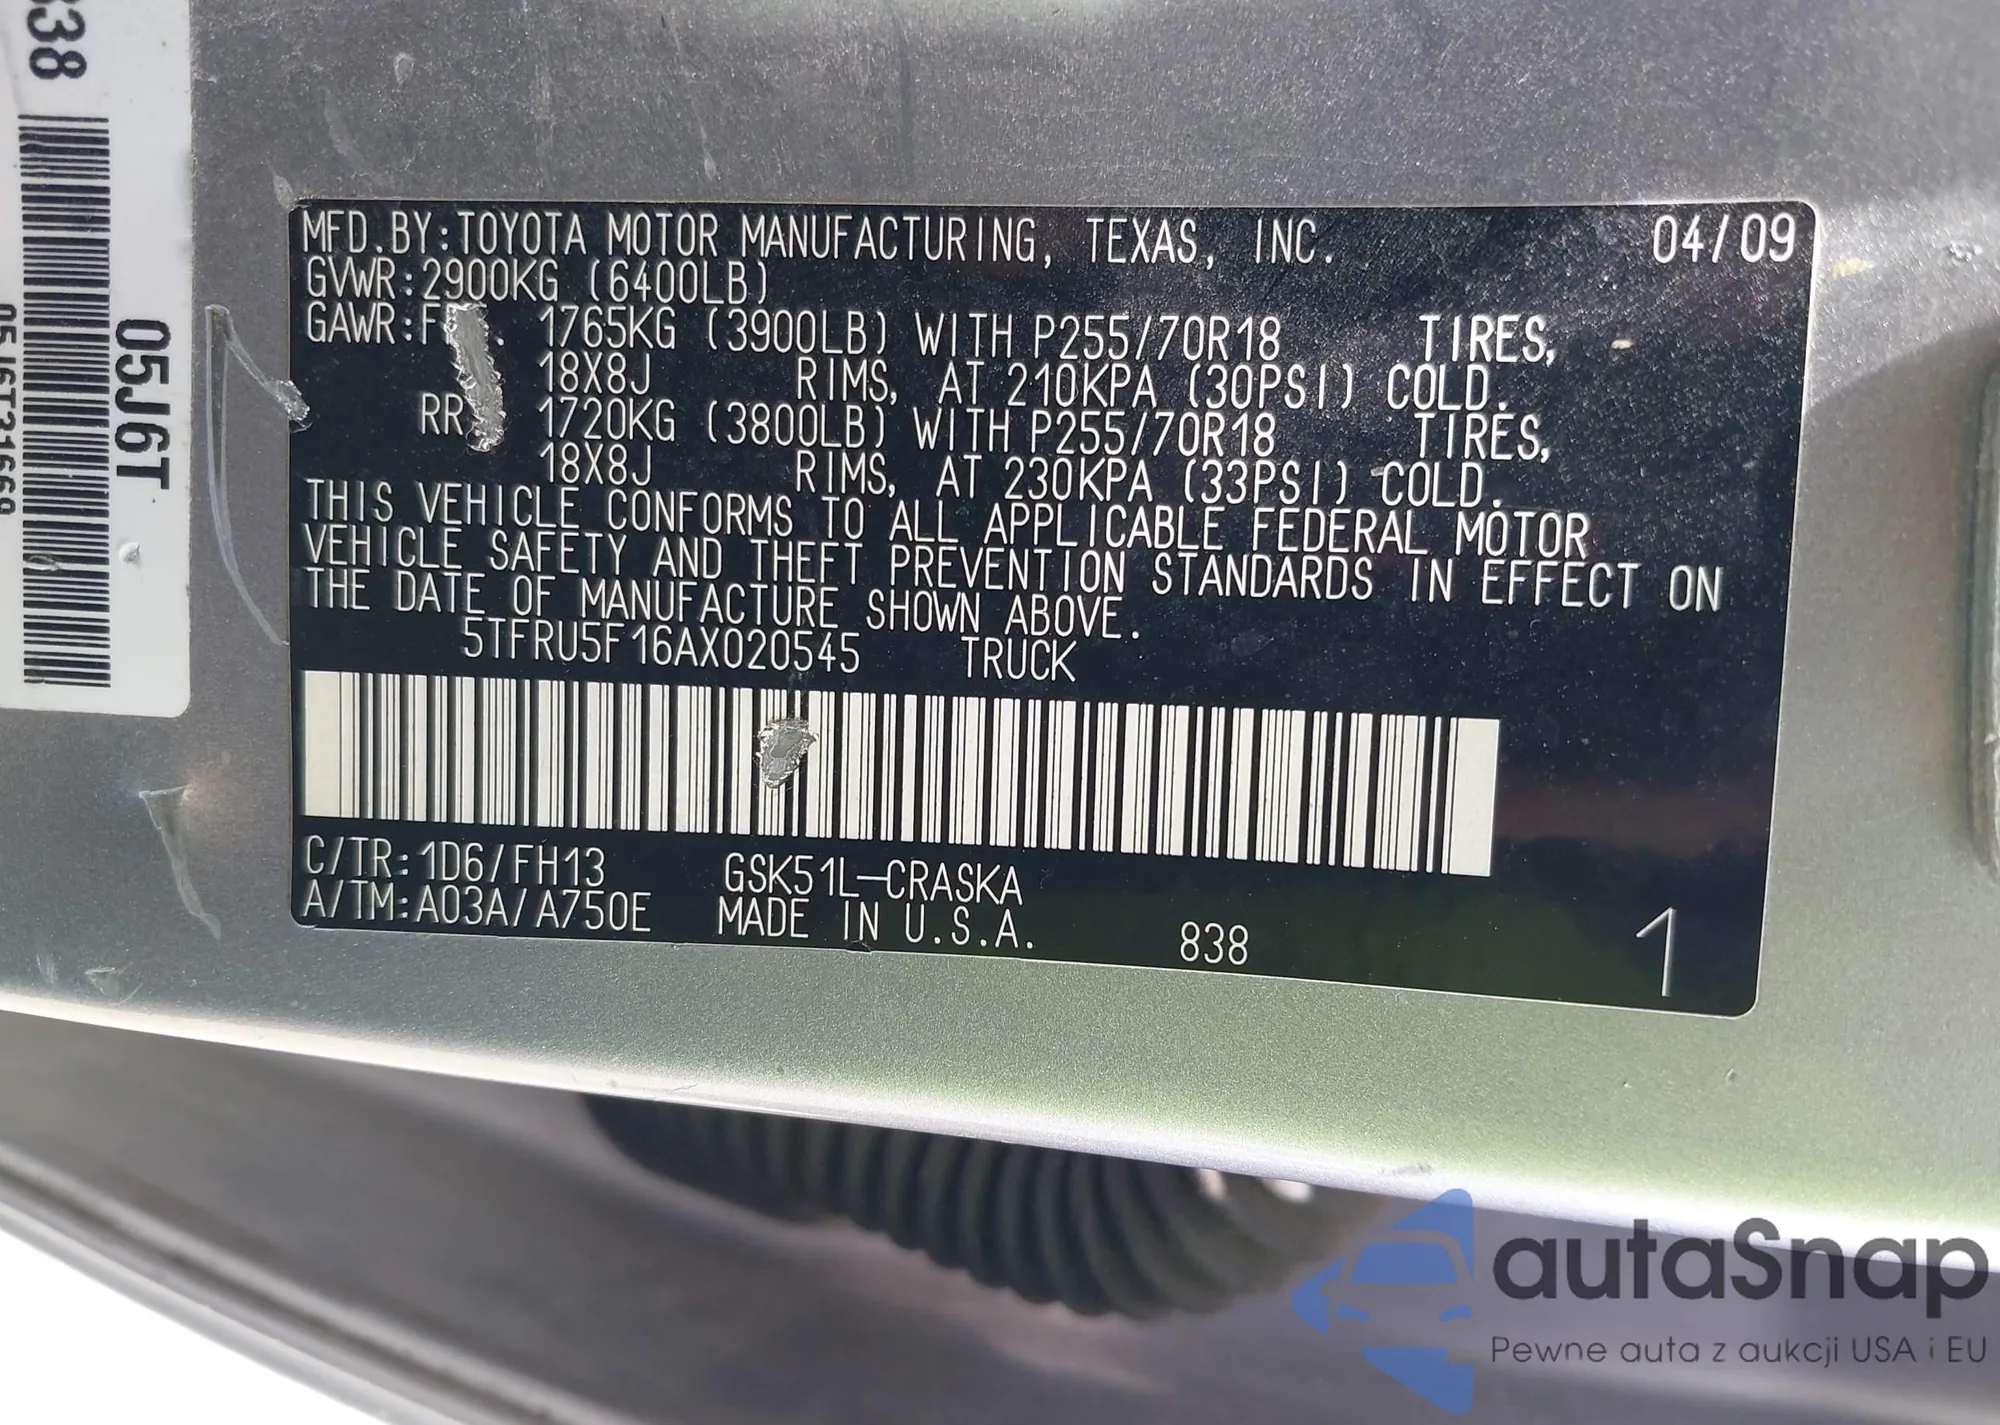 838
05J6T
05J6T31669
MFD.BY:TOYOTA MOTOR MANUFACTURING, TEXAS, INC. 04/09
GVWR:2900KG (6400LB)
GAWR:F 1765KG (3900LB) WITH P255/70R18 TIRES,
18X8J RIMS, AT 210KPA (30PSI) COLD.
RR 1720KG (3800LB) WITH P255/70R18 TIRES,
18X8J RIMS, AT 230KPA (33PSI) COLD.
THIS VEHICLE CONFORMS TO ALL APPLICABLE FEDERAL MOTOR
VEHICLE SAFETY AND THEFT PREVENTION STANDARDS IN EFFECT ON
THE DATE OF MANUFACTURE SHOWN ABOVE.
5TFRU5F16AX020545 TRUCK
C/TR:1D6/FH13 GSK51L-CRASKA
A/TM:A03A/A750E MADE IN U.S.A. 838 1
autaSnap
Pewne auta z aukcji USA i EU